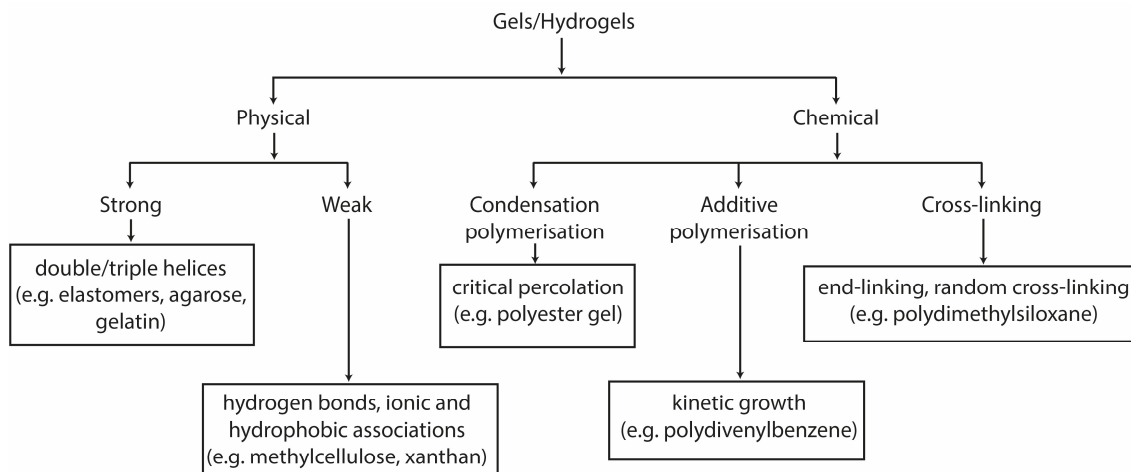 Gels/Hydrogels
Physical
Chemical
Strong
Weak
Condensation
polymerisation
Additive
polymerisation
Cross-linking
double/triple helices
(e.g. elastomers, agarose,
gelatin)
critical percolation
(e.g. polyester gel)
end-linking, random cross-linking
(e.g. polydimethylsiloxane)
hydrogen bonds, ionic and
hydrophobic associations
(e.g. methylcellulose, xanthan)
kinetic growth
(e.g. polydivenylbenzene)